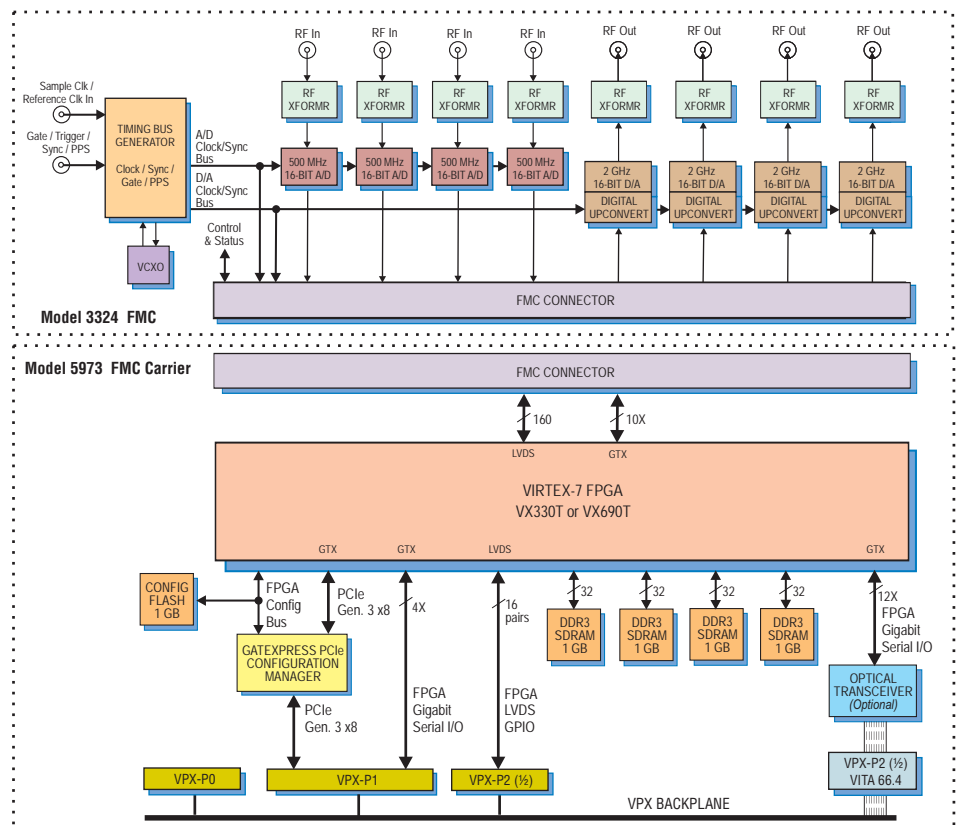 RF In
RF In
RF In
RF In
RF Out
RF Out
RF Out
RF Out
Sample Clk /
Reference Clk In
Gate / Trigger /
Sync / PPS
TIMING BUS
GENERATOR
Clock / Sync /
Gate / PPS
VCXO
A/D
Clock/Sync
Bus
D/A
Clock/Sync
Bus
Control
& Status
RF
XFORMR
RF
XFORMR
RF
XFORMR
RF
XFORMR
RF
XFORMR
RF
XFORMR
RF
XFORMR
RF
XFORMR
500 MHz
16-BIT A/D
500 MHz
16-BIT A/D
500 MHz
16-BIT A/D
500 MHz
16-BIT A/D
2 GHz
16-BIT D/A
DIGITAL
UPCONVERT
2 GHz
16-BIT D/A
DIGITAL
UPCONVERT
2 GHz
16-BIT D/A
DIGITAL
UPCONVERT
2 GHz
16-BIT D/A
DIGITAL
UPCONVERT
FMC CONNECTOR
Model 3324 FMC
Model 5973 FMC Carrier
FMC CONNECTOR
160
10X
LVDS
GTX
VIRTEX-7 FPGA
VX330T or VX690T
GTX
GTX
LVDS
GTX
CONFIG
FLASH
1 GB
FPGA
Config
Bus
PCIe
Gen. 3 x8
4X
16
pairs
32
32
32
32
12X
FPGA
Gigabit
Serial I/O
DDR3
SDRAM
1 GB
DDR3
SDRAM
1 GB
DDR3
SDRAM
1 GB
DDR3
SDRAM
1 GB
GATEXPRESS PCIe
CONFIGURATION
MANAGER
OPTICAL
TRANSCEIVER
(Optional)
PCIe
Gen. 3 x8
FPGA
Gigabit
Serial I/O
FPGA
LVDS
GPIO
VPX-P0
VPX-P1
VPX-P2 (½)
VPX-P2 (½)
VITA 66.4
VPX BACKPLANE